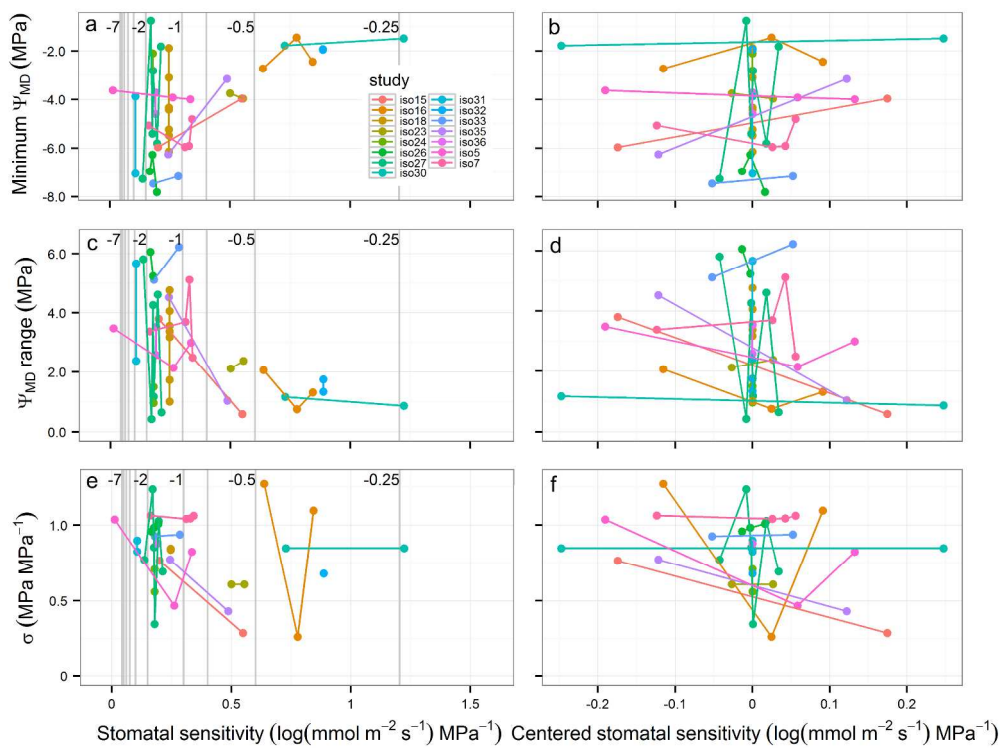 a -7 -2 -1 -0.5 -0.25
b
Minimum ΨMD (MPa)
-2.0
-4.0
-6.0
-8.0
study
iso15 iso31
iso16 iso32
iso18 iso33
iso23 iso35
iso24 iso36
iso26 iso5
iso27 iso7
iso30
c -7 -2 -1 -0.5 -0.25
d
ΨMD range (MPa)
6.0
4.0
2.0
0.0
e -7 -2 -1 -0.5 -0.25
f
σ (MPa MPa⁻¹)
1.0
0.5
0
0 0.5 1 1.5
-0.2 -0.1 0 0.1 0.2
Stomatal sensitivity (log(mmol m⁻² s⁻¹) MPa⁻¹)
Centered stomatal sensitivity (log(mmol m⁻² s⁻¹) MPa⁻¹)